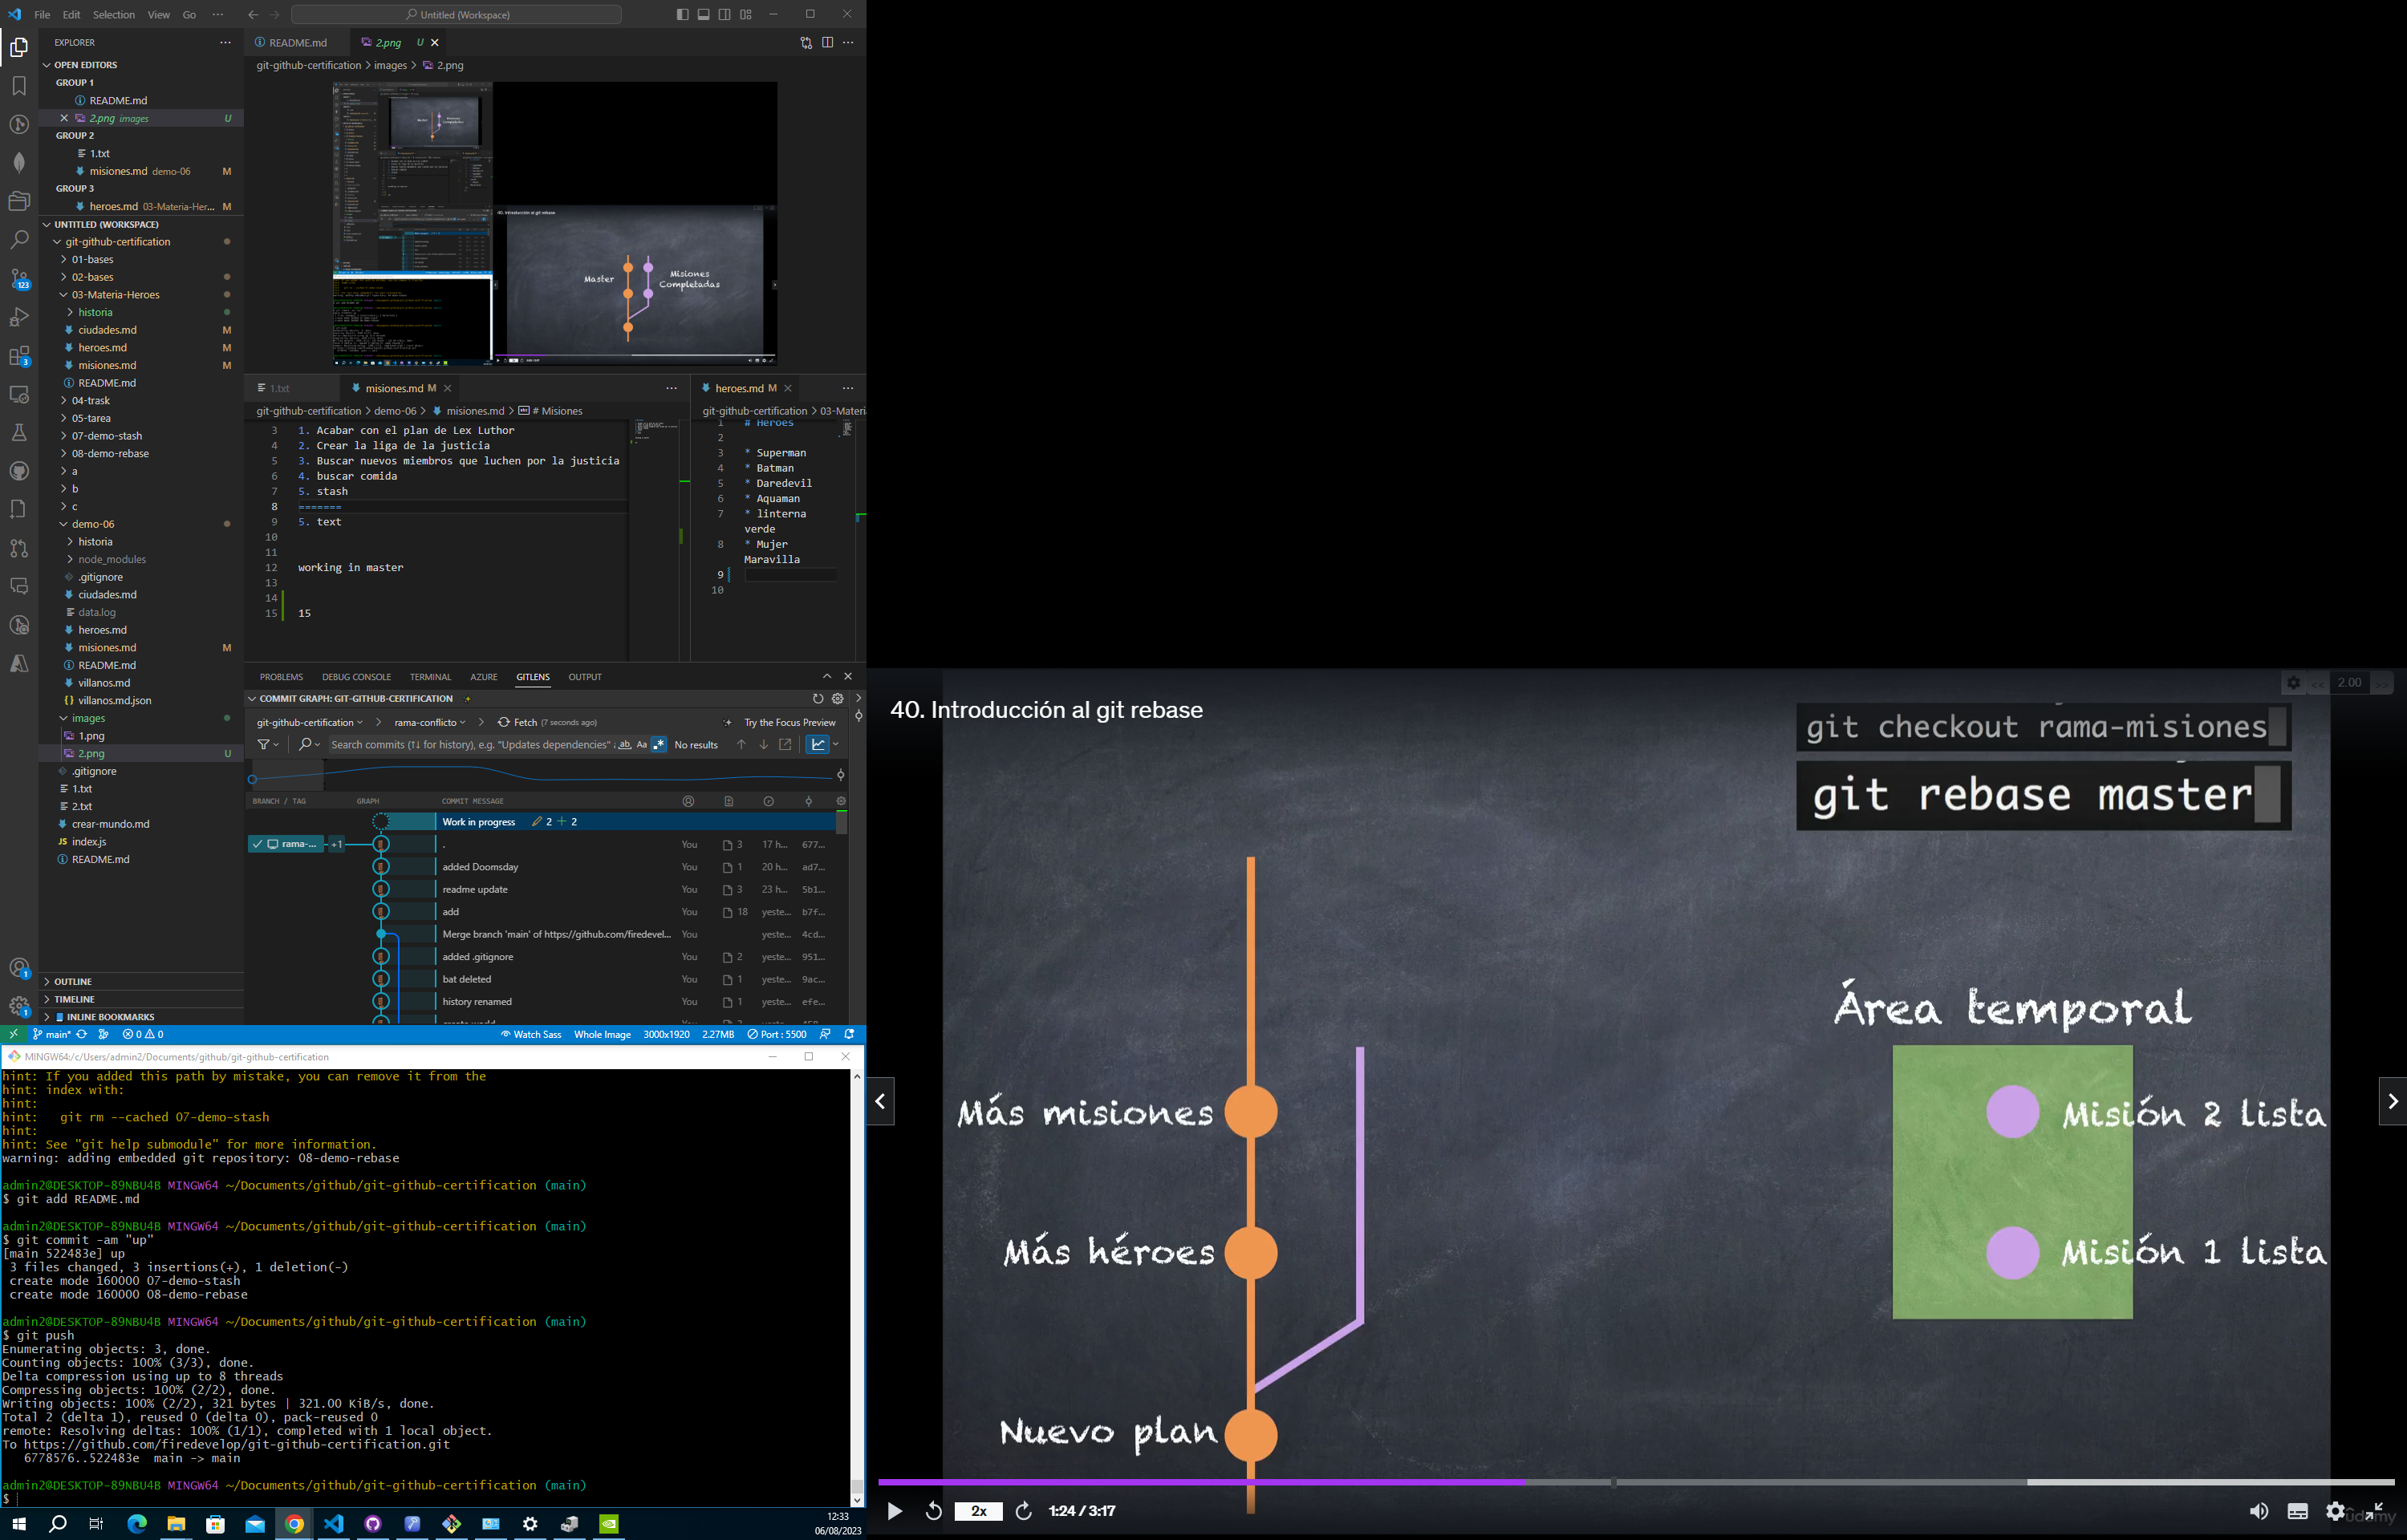 File Edit Selection View Go ···
Untitled (Workspace)
EXPLORER
OPEN EDITORS
GROUP 1
README.md
2.png images U
GROUP 2
1.txt
misiones.md demo-06 M
GROUP 3
heroes.md 03-Materia-Her... M
UNTITLED (WORKSPACE)
git-github-certification
01-bases
02-bases
03-Materia-Heroes
historia
ciudades.md M
heroes.md M
misiones.md M
README.md
04-trask
05-tarea
07-demo-stash
08-demo-rebase
a
b
c
demo-06
historia
node_modules
.gitignore
ciudades.md
data.log
heroes.md
misiones.md M
README.md
villanos.md
villanos.md.json
images
1.png
2.png U
.gitignore
1.txt
2.txt
crear-mundo.md
JS index.js
README.md
OUTLINE
TIMELINE
INLINE BOOKMARKS
123
3
1
1
README.md
2.png U
git-github-certification > images > 2.png
40. Introducción al git rebase
Master
Misiones
Completadas
1.txt
misiones.md M
git-github-certification > demo-06 > misiones.md > # Misiones
3 1. Acabar con el plan de Lex Luthor
4 2. Crear la liga de la justicia
5 3. Buscar nuevos miembros que luchen por la justicia
6 4. buscar comida
7 5. stash
8 =======
9 5. text
10
11
12 working in master
13
14
15 15
heroes.md M
git-github-certification > 03-Materi
1 # Heroes
2
3 * Superman
4 * Batman
5 * Daredevil
6 * Aquaman
7 * linterna
verde
8 * Mujer
Maravilla
9
10
PROBLEMS DEBUG CONSOLE TERMINAL AZURE GITLENS OUTPUT
COMMIT GRAPH: GIT-GITHUB-CERTIFICATION
git-github-certification > rama-conflicto > Fetch (7 seconds ago) Try the Focus Preview
Search commits (↑↓ for history), e.g. "Updates dependencies" ab, Aa .* No results
BRANCH / TAG GRAPH COMMIT MESSAGE
Work in progress 2 + 2
rama-... +1 . You 3 17 h... 677...
added Doomsday You 1 20 h... ad7...
readme update You 3 23 h... 5b1...
add You 18 yeste... b7f...
Merge branch 'main' of https://github.com/firedevel... You yeste... 4cd...
added .gitignore You 2 yeste... 951...
bat deleted You 1 yeste... 9ac...
history renamed You 1 yeste... efe...
main* 0 0 Watch Sass Whole Image 3000x1920 2.27MB Port : 5500
MINGW64:/c/Users/admin2/Documents/github/git-github-certification
hint: If you added this path by mistake, you can remove it from the
hint: index with:
hint:
hint: git rm --cached 07-demo-stash
hint:
hint: See "git help submodule" for more information.
warning: adding embedded git repository: 08-demo-rebase
admin2@DESKTOP-89NBU4B MINGW64 ~/Documents/github/git-github-certification (main)
$ git add README.md
admin2@DESKTOP-89NBU4B MINGW64 ~/Documents/github/git-github-certification (main)
$ git commit -am "up"
[main 522483e] up
3 files changed, 3 insertions(+), 1 deletion(-)
create mode 160000 07-demo-stash
create mode 160000 08-demo-rebase
admin2@DESKTOP-89NBU4B MINGW64 ~/Documents/github/git-github-certification (main)
$ git push
Enumerating objects: 3, done.
Counting objects: 100% (3/3), done.
Delta compression using up to 8 threads
Compressing objects: 100% (2/2), done.
Writing objects: 100% (2/2), 321 bytes | 321.00 KiB/s, done.
Total 2 (delta 1), reused 0 (delta 0), pack-reused 0
remote: Resolving deltas: 100% (1/1), completed with 1 local object.
To https://github.com/firedevelop/git-github-certification.git
6778576..522483e main -> main
admin2@DESKTOP-89NBU4B MINGW64 ~/Documents/github/git-github-certification (main)
$
12:33
06/08/2023
40. Introducción al git rebase
<< 2.00 >>
git checkout rama-misiones
git rebase master
Área temporal
Más misiones
Misión 2 lista
Más héroes
Misión 1 lista
Nuevo plan
2x
1:24 / 3:17
ûdemy